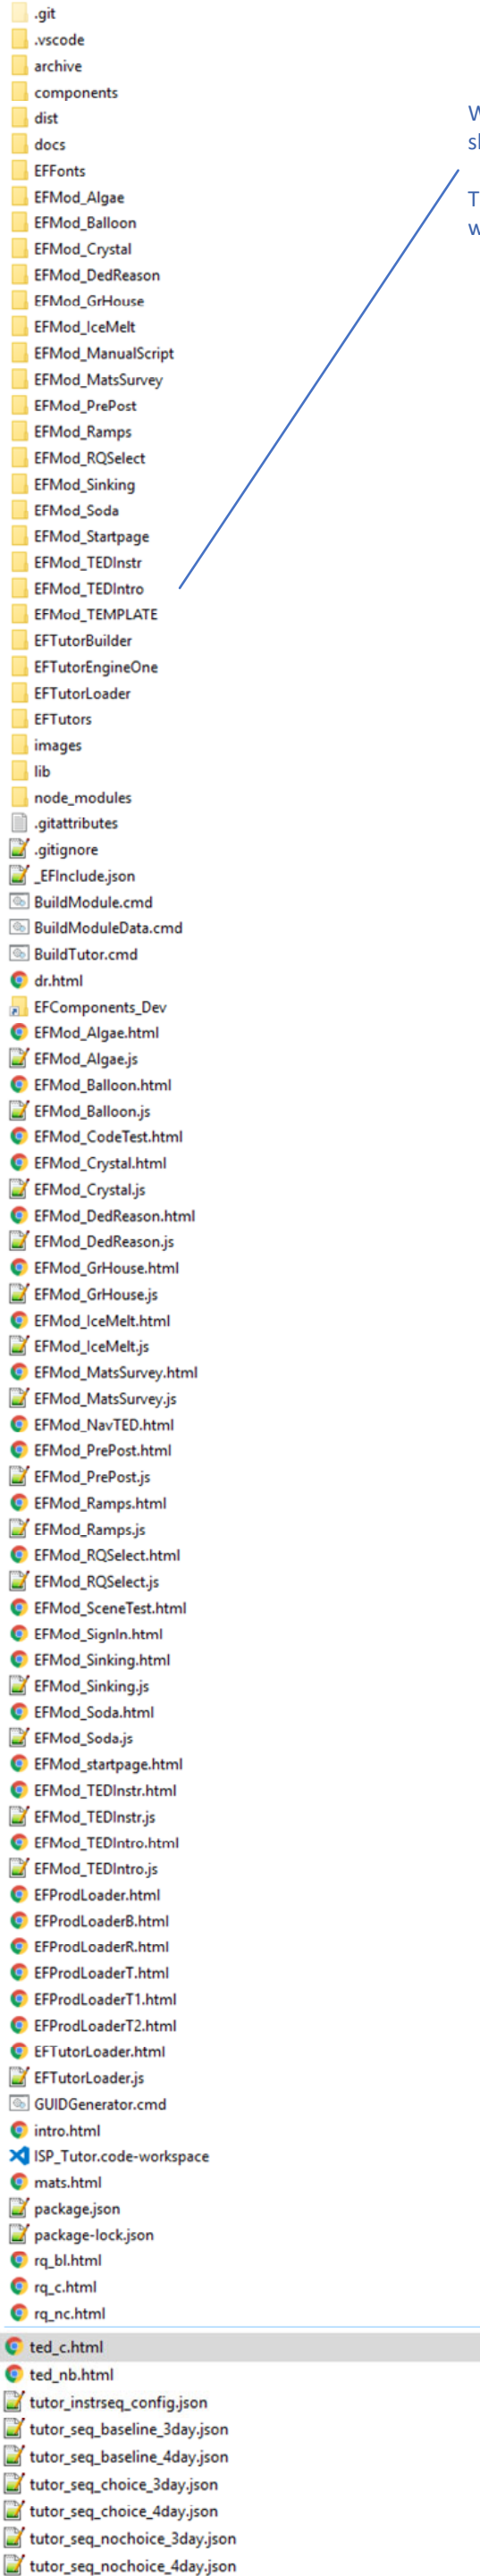 .git
.vscode
archive
components
dist
docs
EFFonts
EFMod_Algae
EFMod_Balloon
EFMod_Crystal
EFMod_DedReason
EFMod_GrHouse
EFMod_IceMelt
EFMod_ManualScript
EFMod_MatsSurvey
EFMod_PrePost
EFMod_Ramps
EFMod_RQSelect
EFMod_Sinking
EFMod_Soda
EFMod_Startpage
EFMod_TEDInstr
EFMod_TEDIntro
EFMod_TEMPLATE
EFTutorBuilder
EFTutorEngineOne
EFTutorLoader
EFTutors
images
lib
node_modules
.gitattributes
.gitignore
_EFInclude.json
BuildModule.cmd
BuildModuleData.cmd
BuildTutor.cmd
dr.html
EFComponents_Dev
EFMod_Algae.html
EFMod_Algae.js
EFMod_Balloon.html
EFMod_Balloon.js
EFMod_CodeTest.html
EFMod_Crystal.html
EFMod_Crystal.js
EFMod_DedReason.html
EFMod_DedReason.js
EFMod_GrHouse.html
EFMod_GrHouse.js
EFMod_IceMelt.html
EFMod_IceMelt.js
EFMod_MatsSurvey.html
EFMod_MatsSurvey.js
EFMod_NavTED.html
EFMod_PrePost.html
EFMod_PrePost.js
EFMod_Ramps.html
EFMod_Ramps.js
EFMod_RQSelect.html
EFMod_RQSelect.js
EFMod_SceneTest.html
EFMod_SignIn.html
EFMod_Sinking.html
EFMod_Sinking.js
EFMod_Soda.html
EFMod_Soda.js
EFMod_startpage.html
EFMod_TEDInstr.html
EFMod_TEDInstr.js
EFMod_TEDIntro.html
EFMod_TEDIntro.js
EFProdLoader.html
EFProdLoaderB.html
EFProdLoaderR.html
EFProdLoaderT.html
EFProdLoaderT1.html
EFProdLoaderT2.html
EFTutorLoader.html
EFTutorLoader.js
GUIDGenerator.cmd
intro.html
ISP_Tutor.code-workspace
mats.html
package.json
package-lock.json
rq_bl.html
rq_c.html
rq_nc.html
ted_c.html
ted_nb.html
tutor_instrseq_config.json
tutor_seq_baseline_3day.json
tutor_seq_baseline_4day.json
tutor_seq_choice_3day.json
tutor_seq_choice_4day.json
tutor_seq_nochoice_3day.json
tutor_seq_nochoice_4day.json